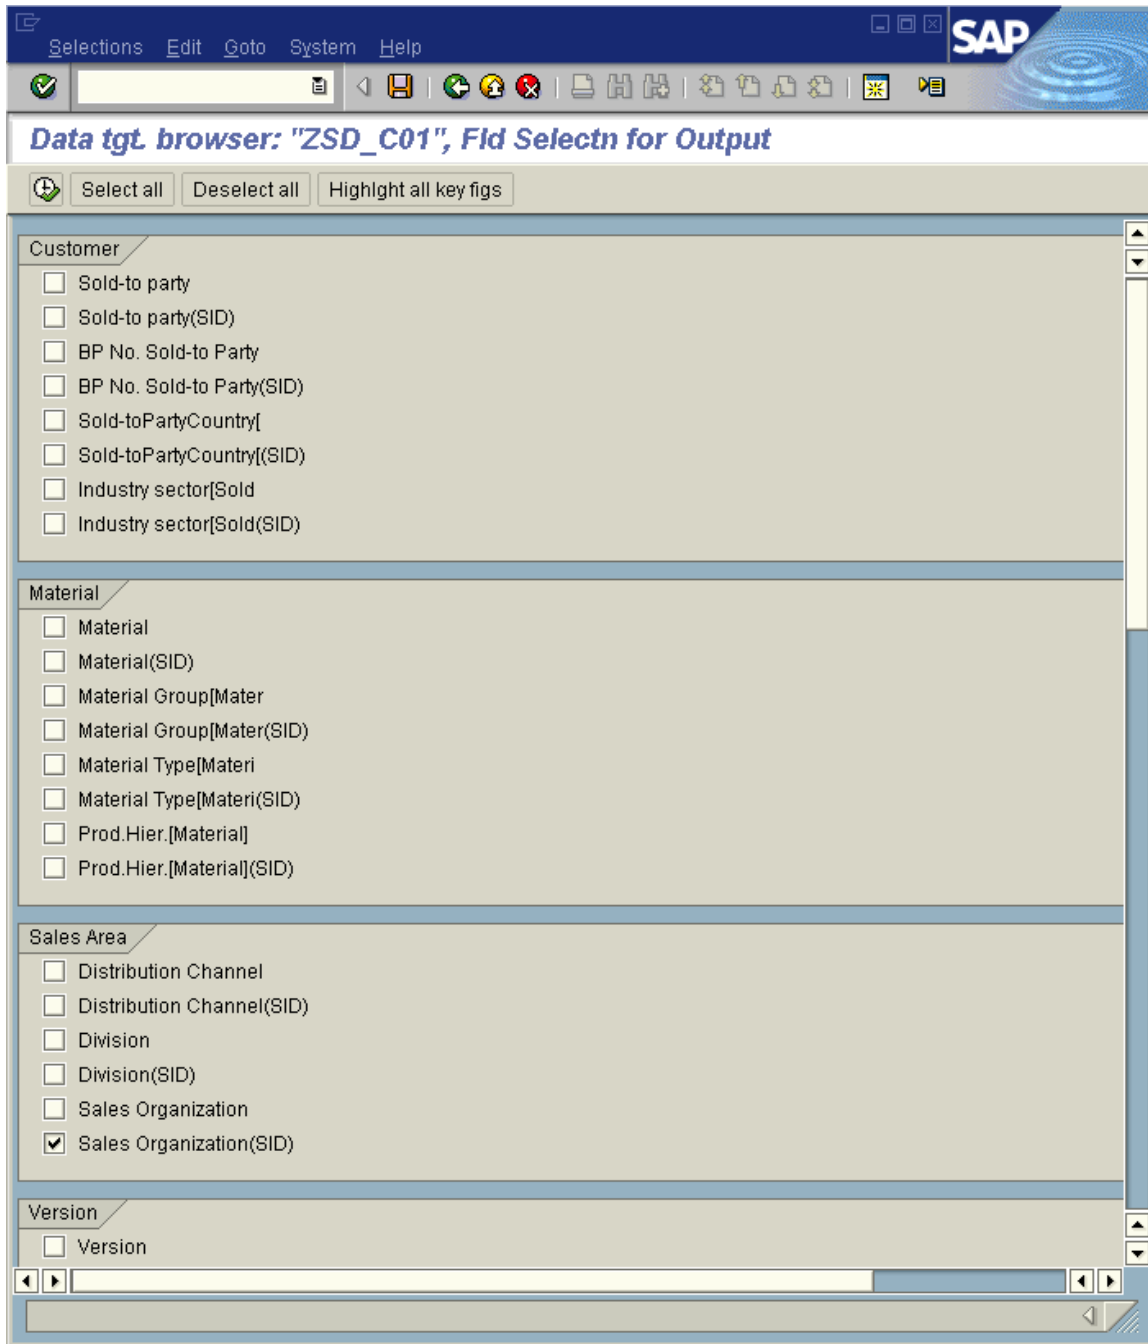 Selections Edit Goto System Help
SAP
Data tgt. browser: "ZSD_C01", Fld Selectn for Output
Select all Deselect all Highlght all key figs
Customer
Sold-to party
Sold-to party(SID)
BP No. Sold-to Party
BP No. Sold-to Party(SID)
Sold-toPartyCountry[
Sold-toPartyCountry[(SID)
Industry sector[Sold
Industry sector[Sold(SID)
Material
Material
Material(SID)
Material Group[Mater
Material Group[Mater(SID)
Material Type[Materi
Material Type[Materi(SID)
Prod.Hier.[Material]
Prod.Hier.[Material](SID)
Sales Area
Distribution Channel
Distribution Channel(SID)
Division
Division(SID)
Sales Organization
Sales Organization(SID)
Version
Version